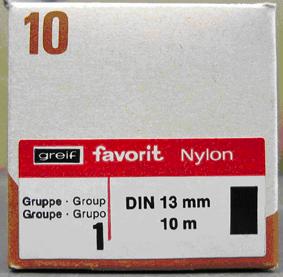 10
greif favorit Nylon
Gruppe · Group
Groupe · Grupo
1
DIN 13 mm
10 m